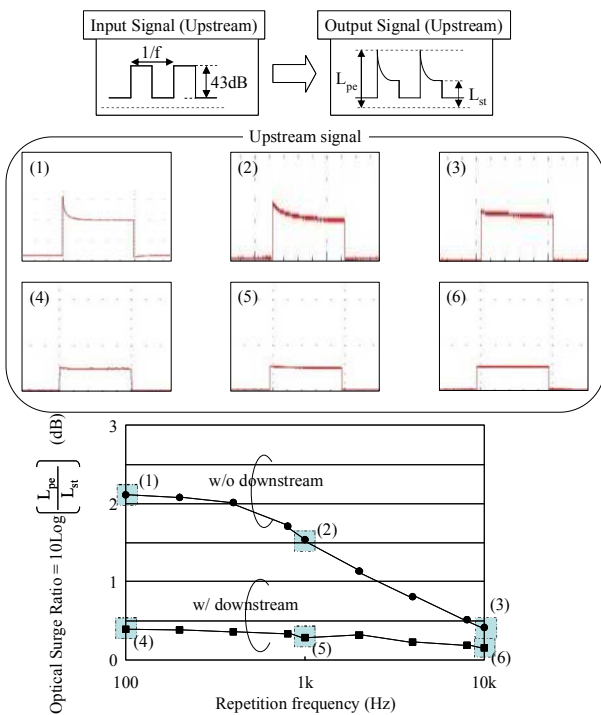 Input Signal (Upstream)
Output Signal (Upstream)
1/f
43dB
L_pe
L_st
Upstream signal
(1)
(2)
(3)
(4)
(5)
(6)
Optical Surge Ratio = 10Log [L_pe / L_st] (dB)
3
2
1
0
w/o downstream
w/ downstream
(1)
(2)
(3)
(4)
(5)
(6)
100
1k
10k
Repetition frequency (Hz)